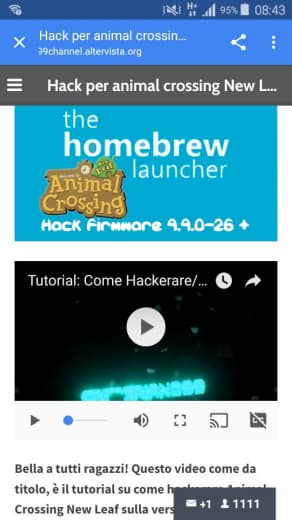 95% 08:43
Hack per animal crossin...
99channel.altervista.org
Hack per animal crossing New L...
the
homebrew
launcher
Animal
Crossing
Hack Firmware 9.9.0-26 +
Tutorial: Come Hackerare/...
Bella a tutti ragazzi! Questo video come da
titolo, è il tutorial su come hackerare Animal
Crossing New Leaf sulla vers
+1 1111